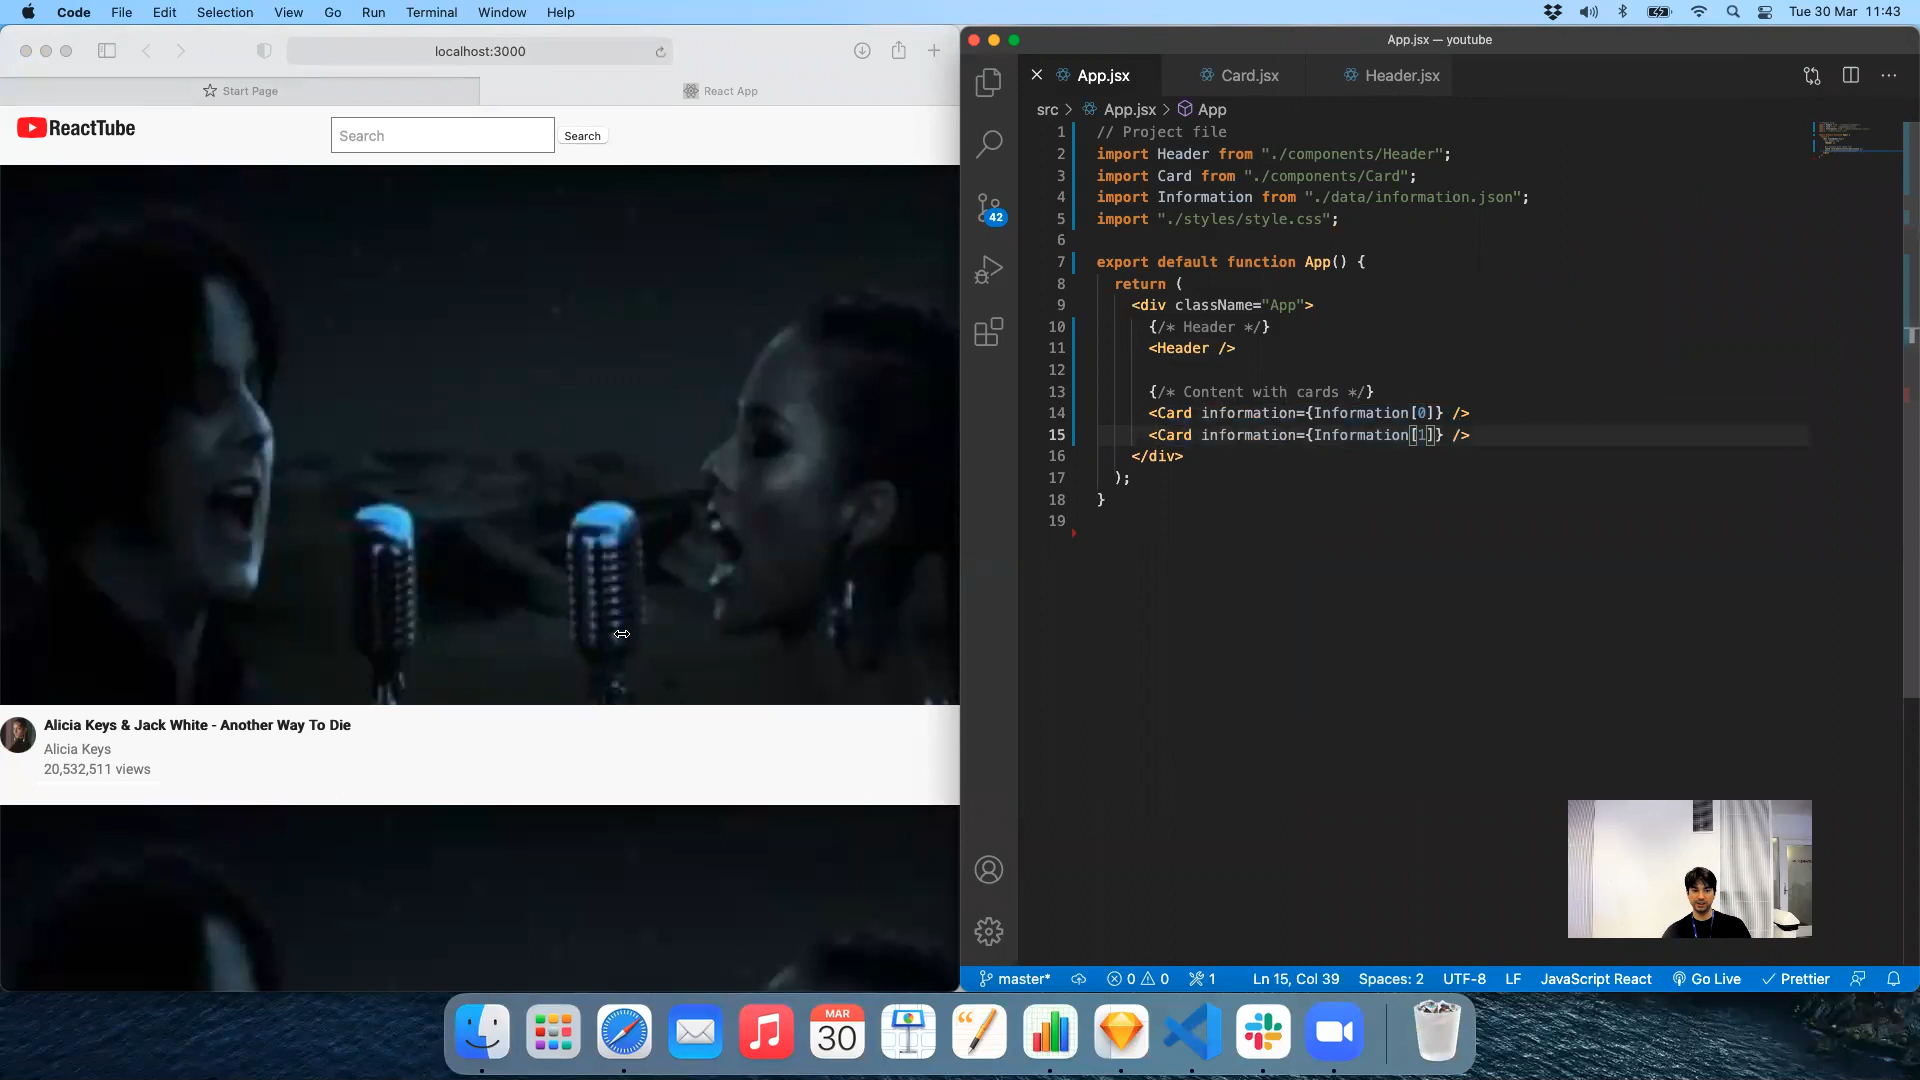 Code File Edit Selection View Go Run Terminal Window Help
Tue 30 Mar 11:43
localhost:3000
Start Page
React App
ReactTube
Search
Search
Alicia Keys & Jack White - Another Way To Die
Alicia Keys
20,532,511 views
App.jsx — youtube
App.jsx
Card.jsx
Header.jsx
src > App.jsx > App
42
1 // Project file
2 import Header from "./components/Header";
3 import Card from "./components/Card";
4 import Information from "./data/information.json";
5 import "./styles/style.css";
6
7 export default function App() {
8 return (
9 <div className="App">
10 {/* Header */}
11 <Header />
12
13 {/* Content with cards */}
14 <Card information={Information[0]} />
15 <Card information={Information[1]} />
16 </div>
17 );
18 }
19
master* 0 0 1 Ln 15, Col 39 Spaces: 2 UTF-8 LF JavaScript React Go Live Prettier
MAR
30